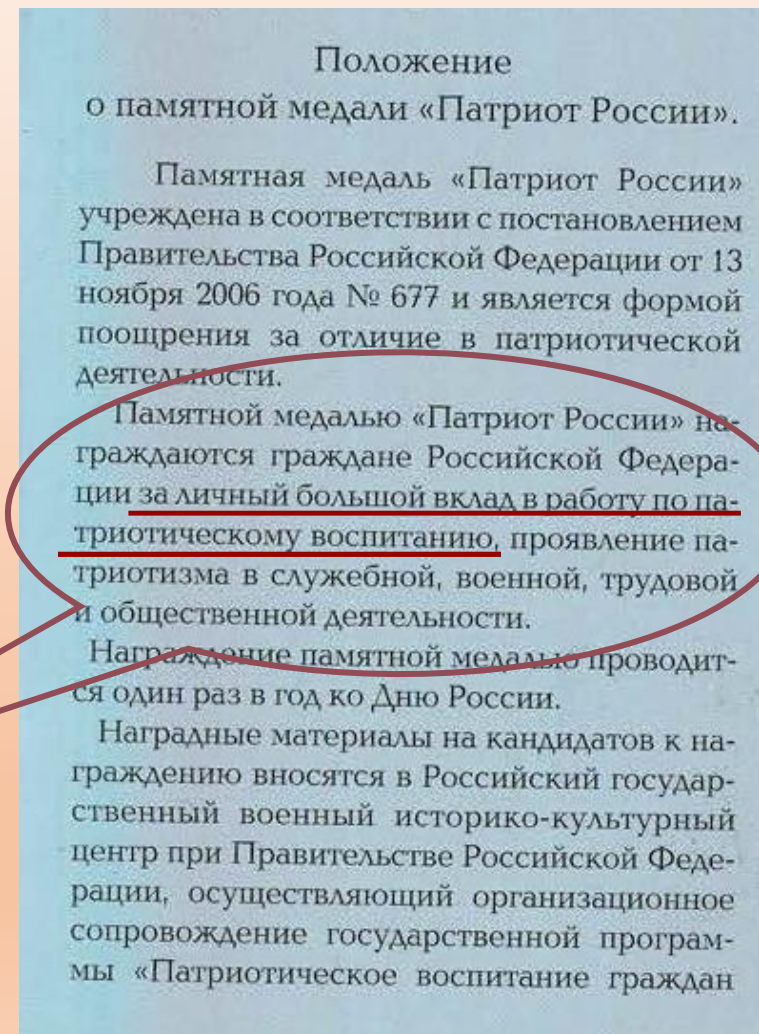 Положение
о памятной медали «Патриот России».
Памятная медаль «Патриот России»
учреждена в соответствии с постановлением
Правительства Российской Федерации от 13
ноября 2006 года № 677 и является формой
поощрения за отличие в патриотической
деятельности.
Памятной медалью «Патриот России» на-
граждаются граждане Российской Федера-
ции за личный большой вклад в работу по па-
триотическому воспитанию, проявление па-
триотизма в служебной, военной, трудовой
и общественной деятельности.
Награждение памятной медалью проводит-
ся один раз в год ко Дню России.
Наградные материалы на кандидатов к на-
граждению вносятся в Российский государ-
ственный военный историко-культурный
центр при Правительстве Российской Феде-
рации, осуществляющий организационное
сопровождение государственной програм-
мы «Патриотическое воспитание граждан